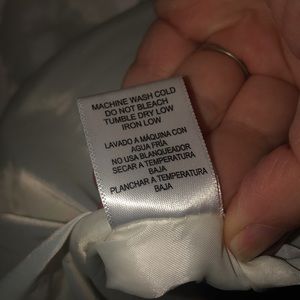 MACHINE WASH COLD
DO NOT BLEACH
TUMBLE DRY LOW
IRON LOW
LAVADO A MÁQUINA CON
AGUA FRÍA
NO USA BLANQUEADOR
SECAR A TEMPERATURA
BAJA
PLANCHAR A TEMPERATURA
BAJA